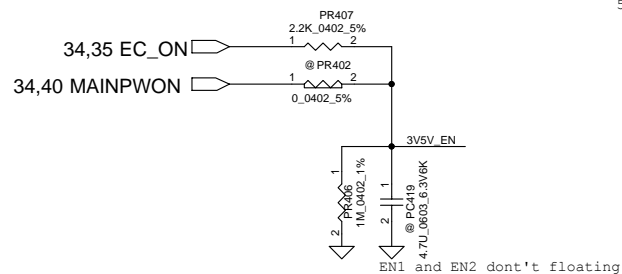 5
PR407
2.2K_0402_5%
34,35 EC_ON
1
2
@ PR402
34,40 MAINPWON
1
2
0_0402_5%
3V5V_EN
1
PR406
1M_0402_1%
2
1
@ PC419
4.7U_0603_6.3V6K
2
EN1 and EN2 dont't floating